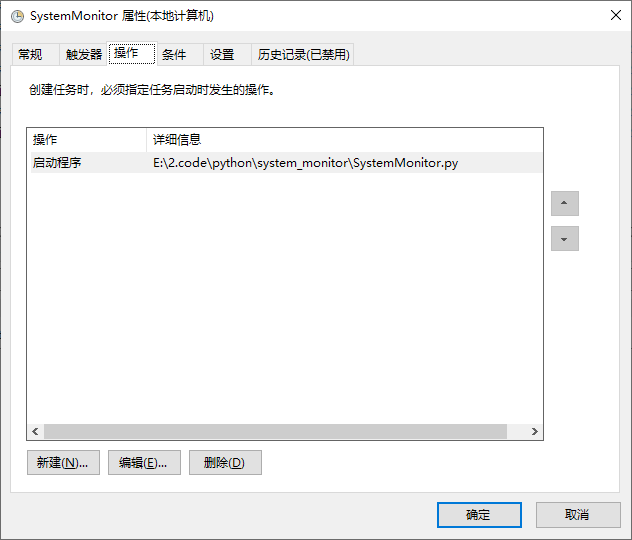 SystemMonitor 属性(本地计算机)
常规 触发器 操作 条件 设置 历史记录(已禁用)
创建任务时，必须指定任务启动时发生的操作。
操作 详细信息
启动程序 E:\2.code\python\system_monitor\SystemMonitor.py
新建(N)... 编辑(E)... 删除(D)
确定 取消